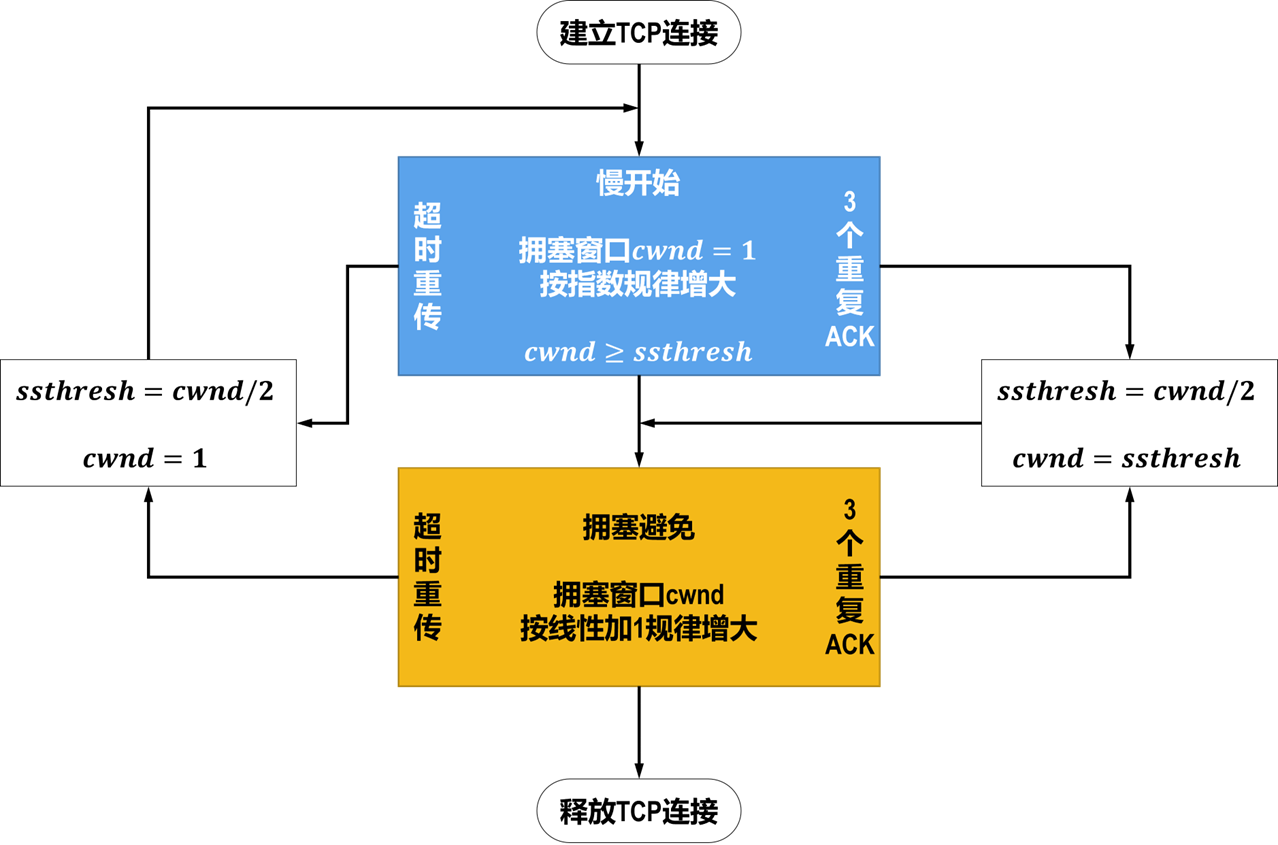 建立TCP连接
慢开始
超时重传
拥塞窗口cwnd = 1
按指数规律增大
cwnd ≥ ssthresh
3个重复ACK
ssthresh = cwnd/2
cwnd = 1
ssthresh = cwnd/2
cwnd = ssthresh
超时重传
拥塞避免
拥塞窗口cwnd
按线性加1规律增大
3个重复ACK
释放TCP连接